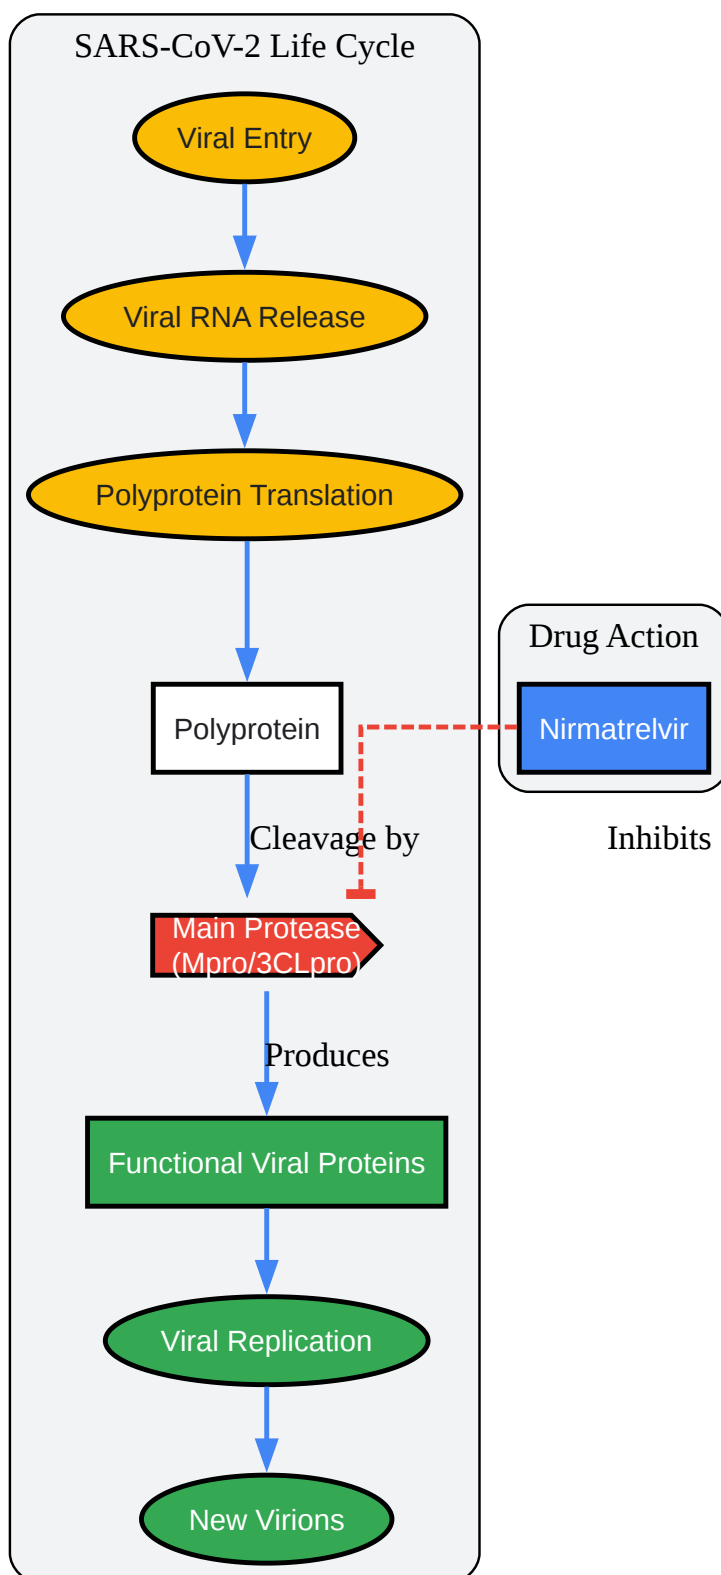 SARS-CoV-2 Life Cycle
Viral Entry
Viral RNA Release
Polyprotein Translation
Drug Action
Polyprotein
Nirmatrelvir
Cleavage by
Inhibits
Main Protease
(Mpro/3CLpro)
Produces
Functional Viral Proteins
Viral Replication
New Virions